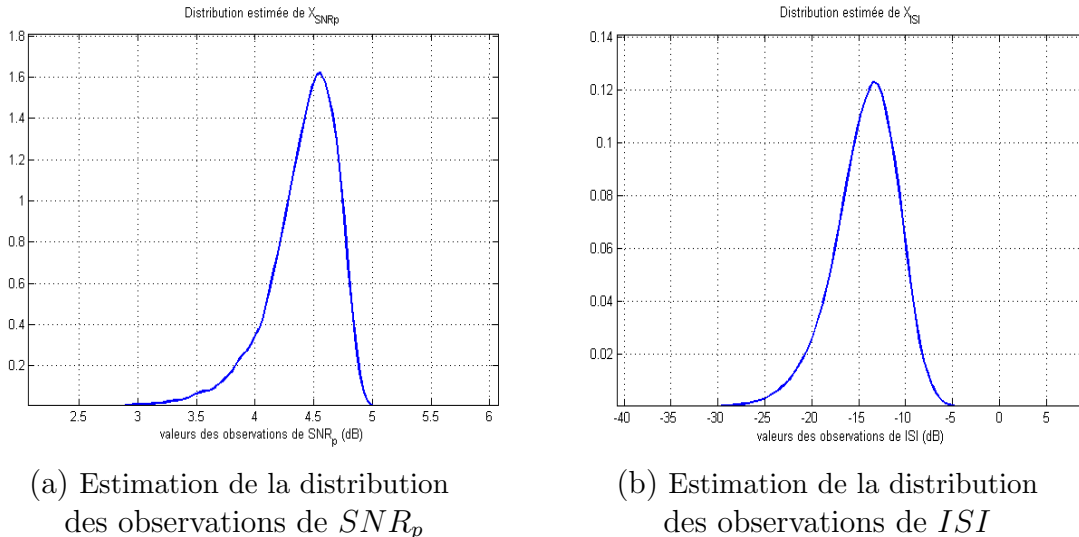 Distribution estimée de X_SNRp
1.8
1.6
1.4
1.2
1
0.8
0.6
0.4
0.2
2.5 3 3.5 4 4.5 5 5.5 6
valeurs des observations de SNR_p (dB)
(a) Estimation de la distribution
des observations de SNR_p
Distribution estimée de X_ISI
0.14
0.12
0.10
0.08
0.06
0.04
0.02
-40 -35 -30 -25 -20 -15 -10 -5 0 5
valeurs des observations de ISI (dB)
(b) Estimation de la distribution
des observations de ISI